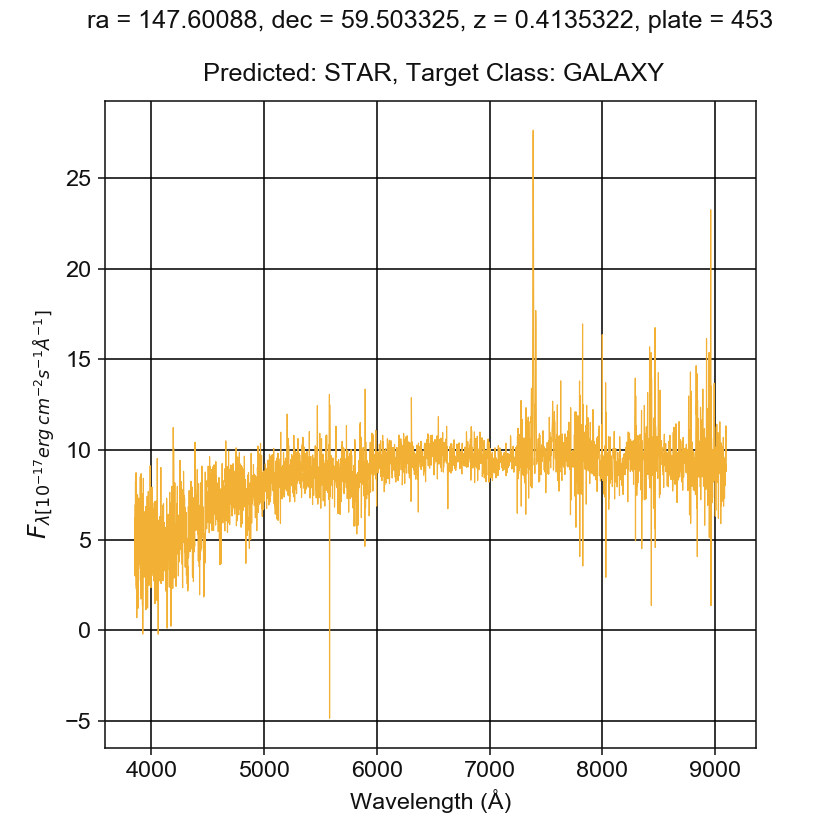 ra = 147.60088, dec = 59.503325, z = 0.4135322, plate = 453
Predicted: STAR, Target Class: GALAXY
25
20
15
10
5
0
−5
F_{λ[10^{−17} erg cm^{−2}s^{−1}Å^{−1}]}
4000 5000 6000 7000 8000 9000
Wavelength (Å)